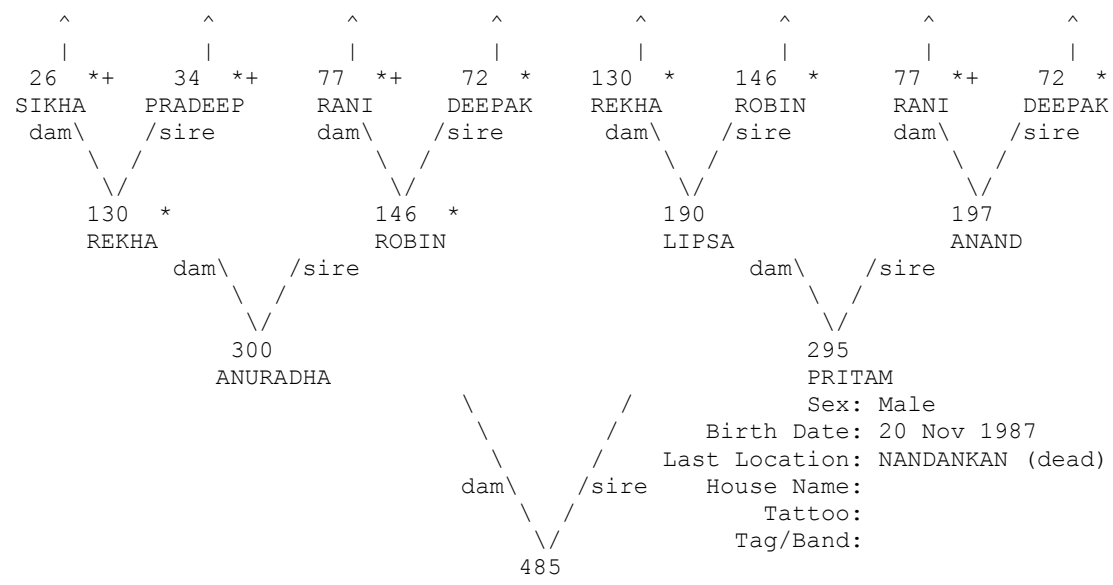 ^ ^ ^ ^ ^ ^ ^ ^
| | | | | | | |
26 *+ 34 *+ 77 *+ 72 * 130 * 146 * 77 *+ 72 *
SIKHA PRADEEP RANI DEEPAK REKHA ROBIN RANI DEEPAK
dam\ /sire dam\ /sire dam\ /sire dam\ /sire
\ / \ / \ / \ /
\/ \/ \/ \/
130 * 146 * 190 197
REKHA ROBIN LIPSA ANAND
dam\ /sire dam\ /sire
\ / \ /
\/ \/
300 295
ANURADHA PRITAM
\ / Sex: Male
\ / Birth Date: 20 Nov 1987
\ / Last Location: NANDANKAN (dead)
dam\ /sire House Name:
\ / Tattoo:
\/ Tag/Band:
485